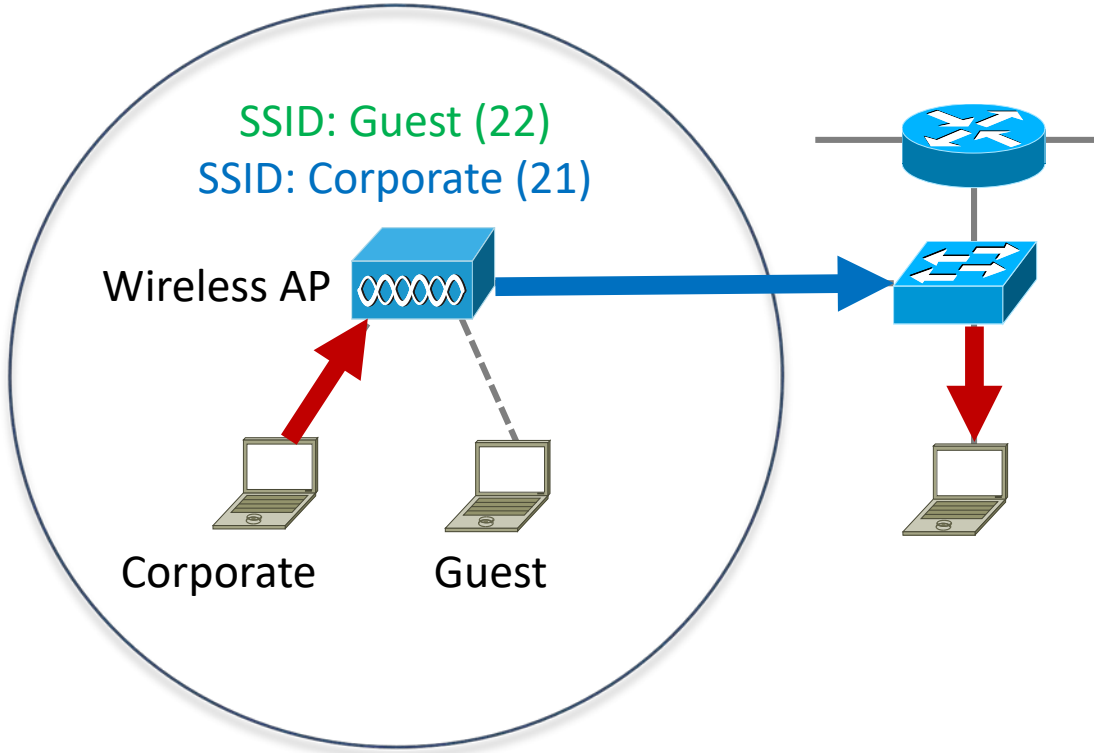 SSID: Guest (22)
SSID: Corporate (21)
Wireless AP
Corporate
Guest